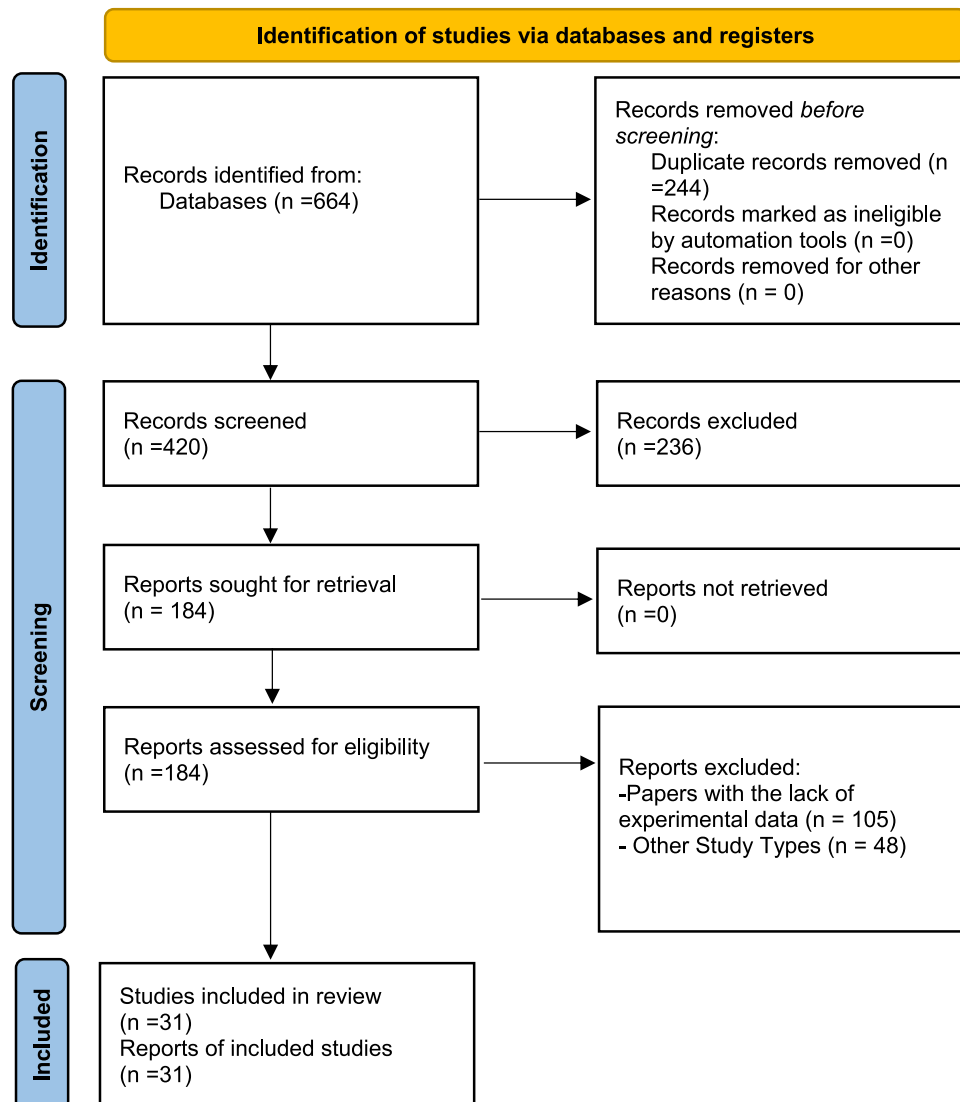 Identification of studies via databases and registers
Identification
Records identified from:
Databases (n =664)
Records removed before
screening:
Duplicate records removed (n
=244)
Records marked as ineligible
by automation tools (n =0)
Records removed for other
reasons (n = 0)
Screening
Records screened
(n =420)
Records excluded
(n =236)
Reports sought for retrieval
(n = 184)
Reports not retrieved
(n =0)
Reports assessed for eligibility
(n =184)
Reports excluded:
-Papers with the lack of
experimental data (n = 105)
- Other Study Types (n = 48)
Included
Studies included in review
(n =31)
Reports of included studies
(n =31)